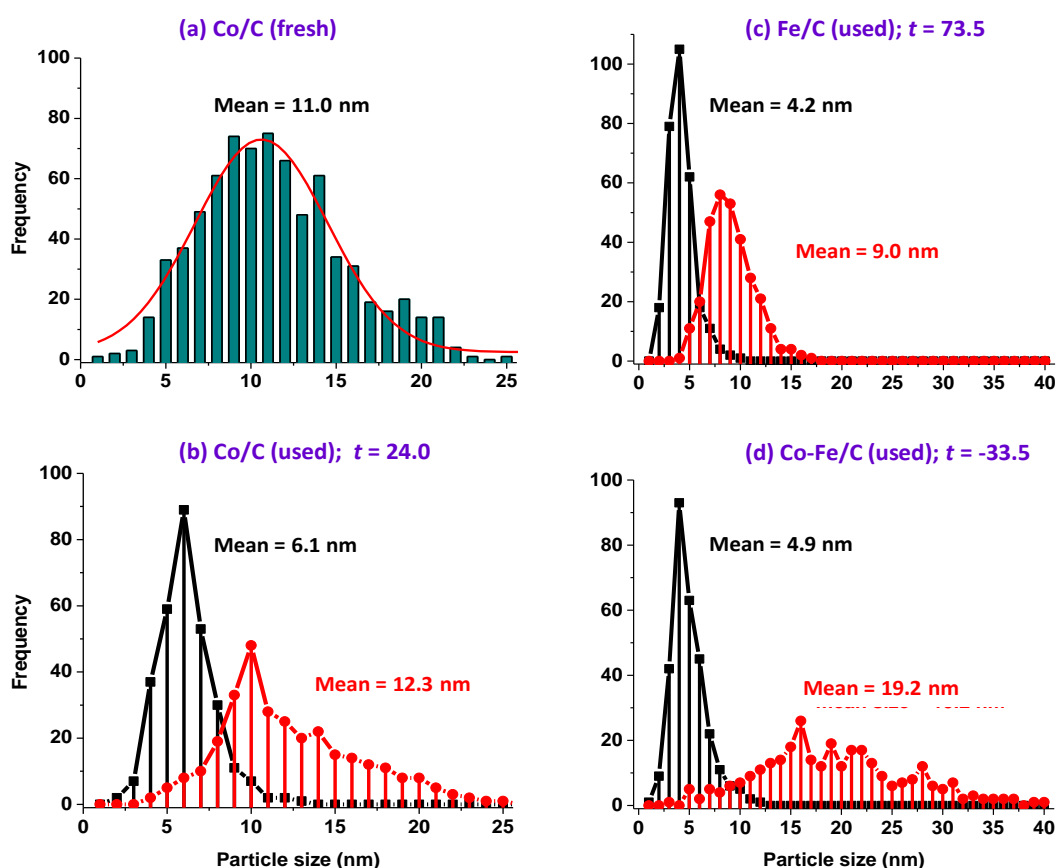 (a) Co/C (fresh)
Mean = 11.0 nm
Frequency
100
80
60
40
20
0
0 5 10 15 20 25
(c) Fe/C (used); t = 73.5
Mean = 4.2 nm
Mean = 9.0 nm
100
80
60
40
20
0
0 5 10 15 20 25 30 35 40
(b) Co/C (used); t = 24.0
Mean = 6.1 nm
Mean = 12.3 nm
Frequency
100
80
60
40
20
0
0 5 10 15 20 25
Particle size (nm)
(d) Co-Fe/C (used); t = -33.5
Mean = 4.9 nm
Mean = 19.2 nm
100
80
60
40
20
0
0 5 10 15 20 25 30 35 40
Particle size (nm)